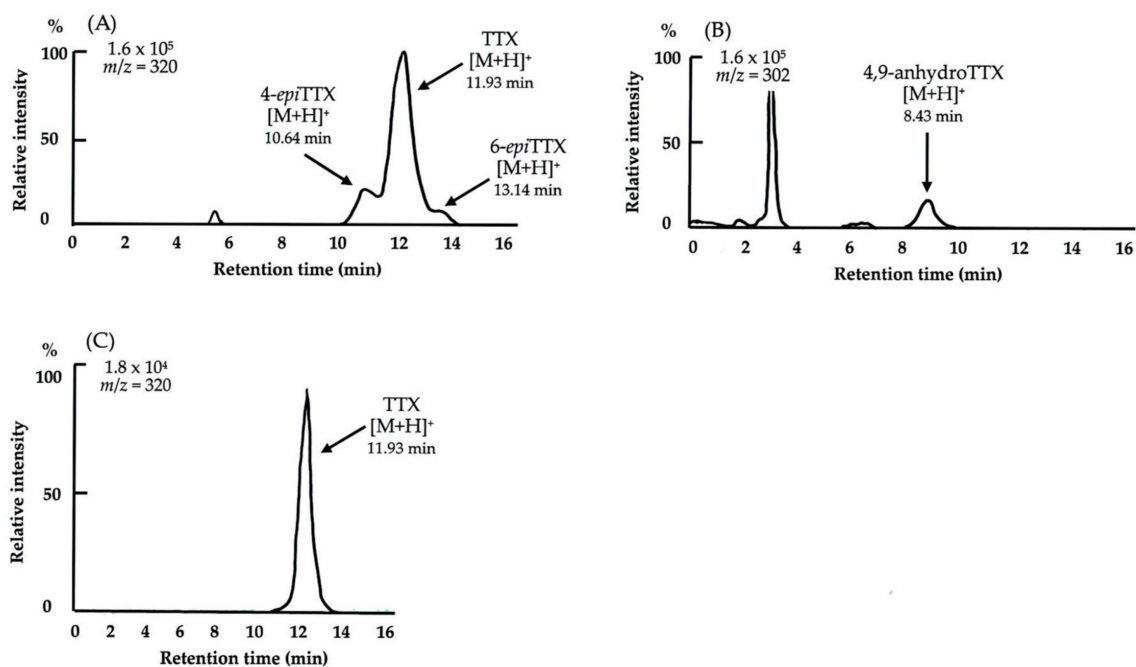 (A)
%
1.6 x 10⁵
m/z = 320
100
50
0
Relative intensity
4-epiTTX
[M+H]⁺
10.64 min
TTX
[M+H]⁺
11.93 min
6-epiTTX
[M+H]⁺
13.14 min
0 2 4 6 8 10 12 14 16
Retention time (min)
(B)
%
1.6 x 10⁵
m/z = 302
100
50
0
Relative intensity
4,9-anhydroTTX
[M+H]⁺
8.43 min
0 2 4 6 8 10 12 14 16
Retention time (min)
(C)
%
1.8 x 10⁴
m/z = 320
100
50
0
Relative intensity
TTX
[M+H]⁺
11.93 min
0 2 4 6 8 10 12 14 16
Retention time (min)